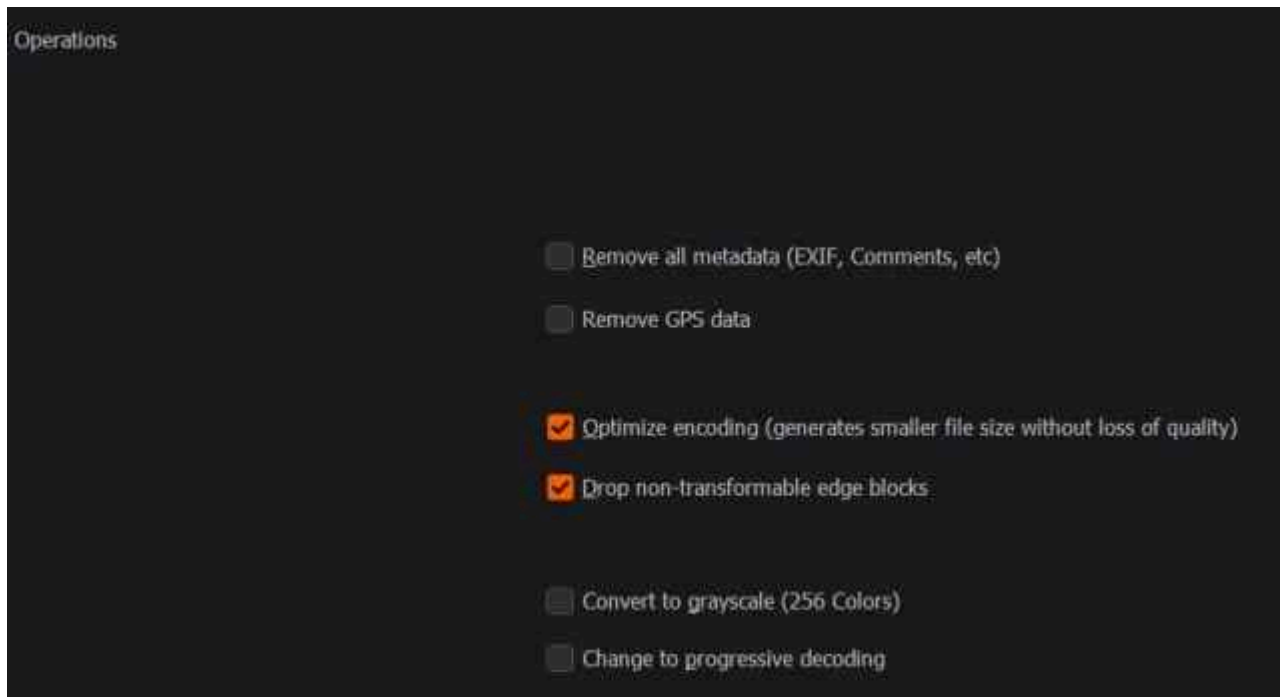 Operations
Remove all metadata (EXIF, Comments, etc)
Remove GPS data
Optimize encoding (generates smaller file size without loss of quality)
Drop non-transformable edge blocks
Convert to grayscale (256 Colors)
Change to progressive decoding